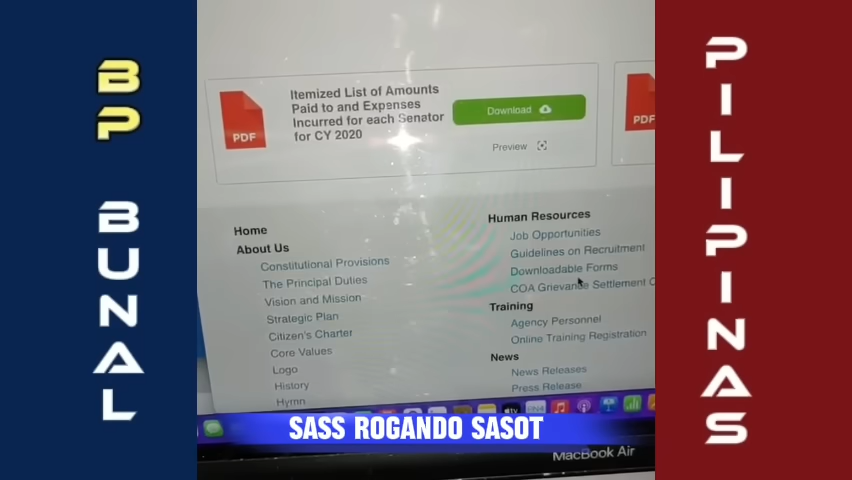 BP BUNAL
PILIPINAS
Itemized List of Amounts
Paid to and Expenses
Incurred for each Senator
for CY 2020
PDF
Download
Preview
PDF
Home
About Us
Constitutional Provisions
The Principal Duties
Vision and Mission
Strategic Plan
Citizen's Charter
Core Values
Logo
History
Hymn
Human Resources
Job Opportunities
Guidelines on Recruitment
Downloadable Forms
COA Grievance Settlement C
Training
Agency Personnel
Online Training Registration
News
News Releases
Press Release
SASS ROGANDO SASOT
MacBook Air